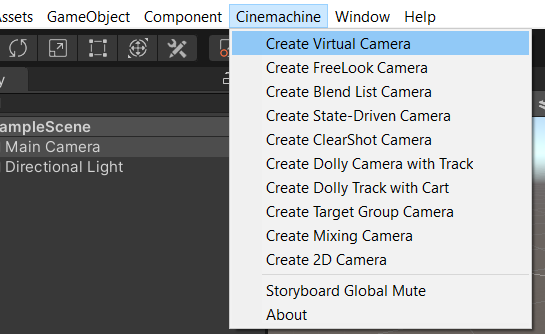 ssets GameObject Component Cinemachine Window Help
Create Virtual Camera
Create FreeLook Camera
Create Blend List Camera
Create State-Driven Camera
Create ClearShot Camera
Create Dolly Camera with Track
Create Dolly Track with Cart
Create Target Group Camera
Create Mixing Camera
Create 2D Camera
Storyboard Global Mute
About
y
ampleScene
Main Camera
Directional Light